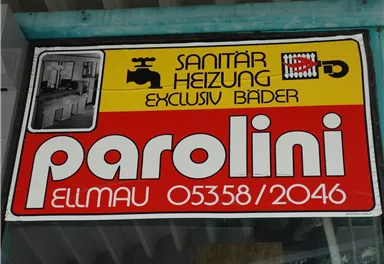 SANITÄR
HEIZUNG
EXCLUSIV BÄDER
parolini
ELLMAU 05358/2046